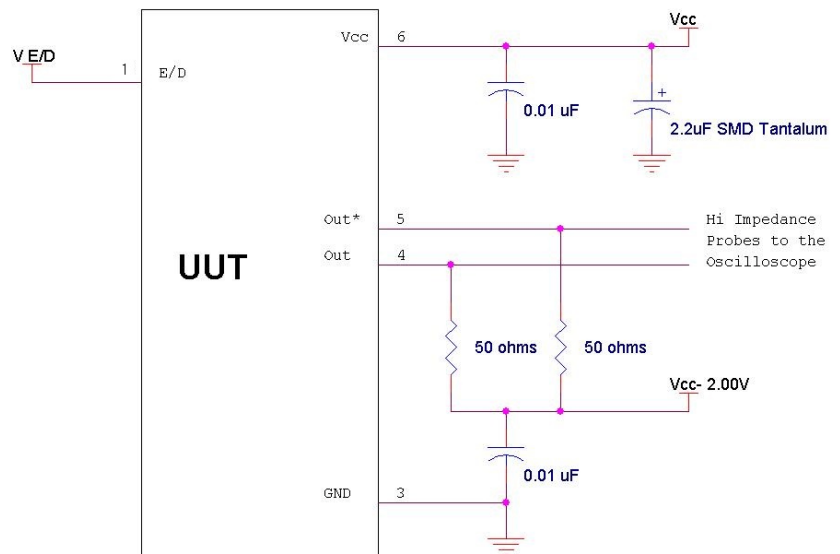 Vcc
Vcc 6
V E/D
1 E/D
0.01 uF
2.2uF SMD Tantalum
+
Out* 5
Hi Impedance
Probes to the
Oscilloscope
Out 4
UUT
50 ohms
50 ohms
Vcc- 2.00V
0.01 uF
GND 3